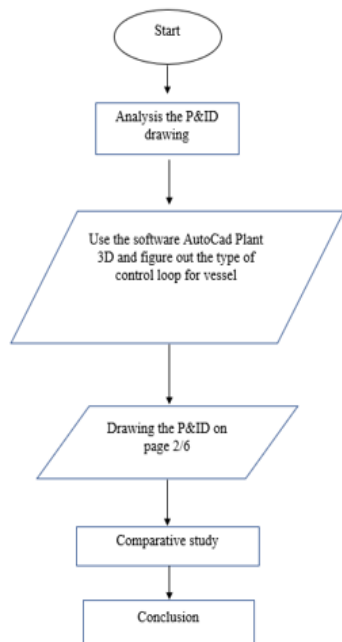 Start
Analysis the P&ID
drawing
Use the software AutoCad Plant
3D and figure out the type of
control loop for vessel
Drawing the P&ID on
page 2/6
Comparative study
Conclusion